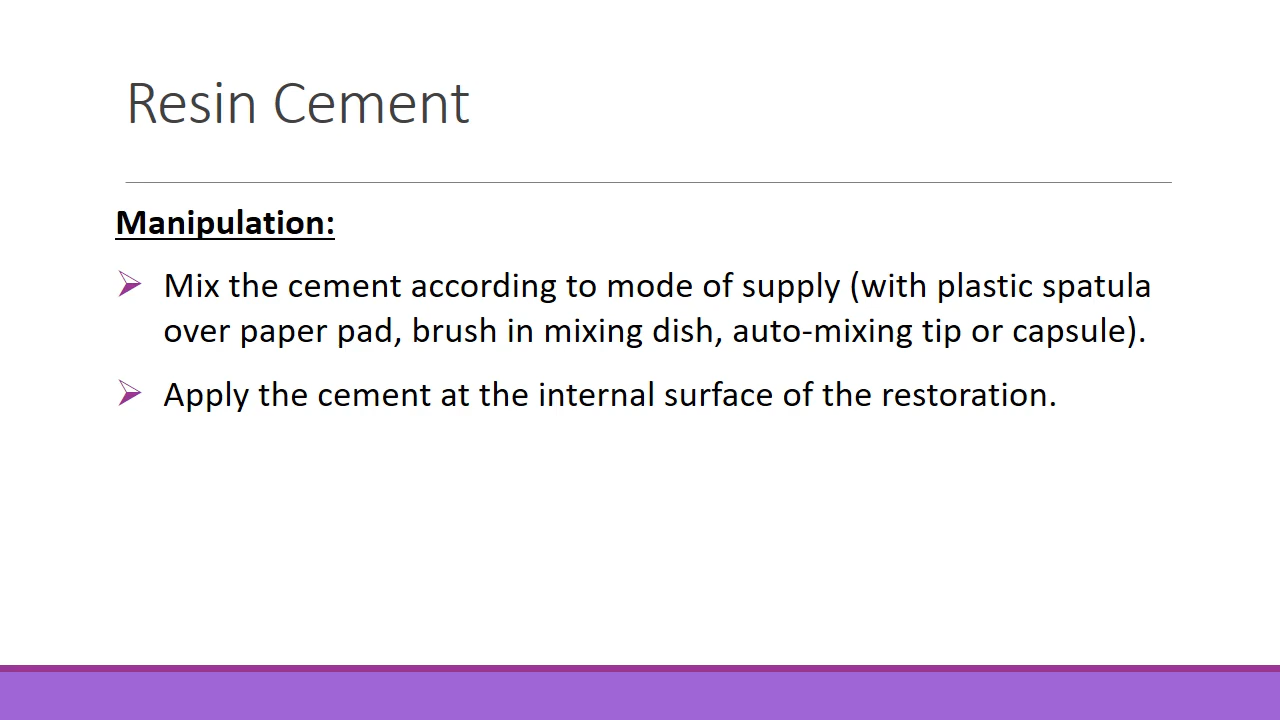 Resin Cement
Manipulation:
Mix the cement according to mode of supply (with plastic spatula
over paper pad, brush in mixing dish, auto-mixing tip or capsule).
Apply the cement at the internal surface of the restoration.